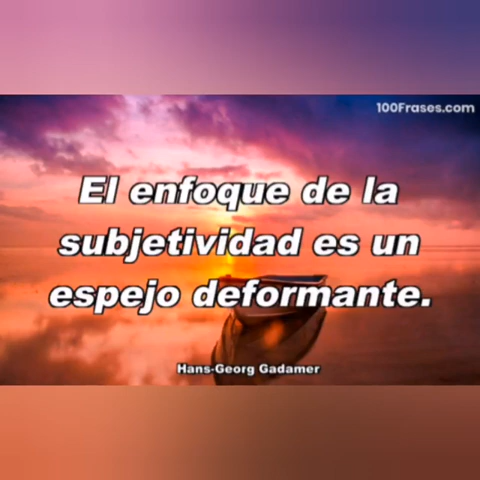 100Frases.com
El enfoque de la
subjetividad es un
espejo deformante.
Hans-Georg Gadamer